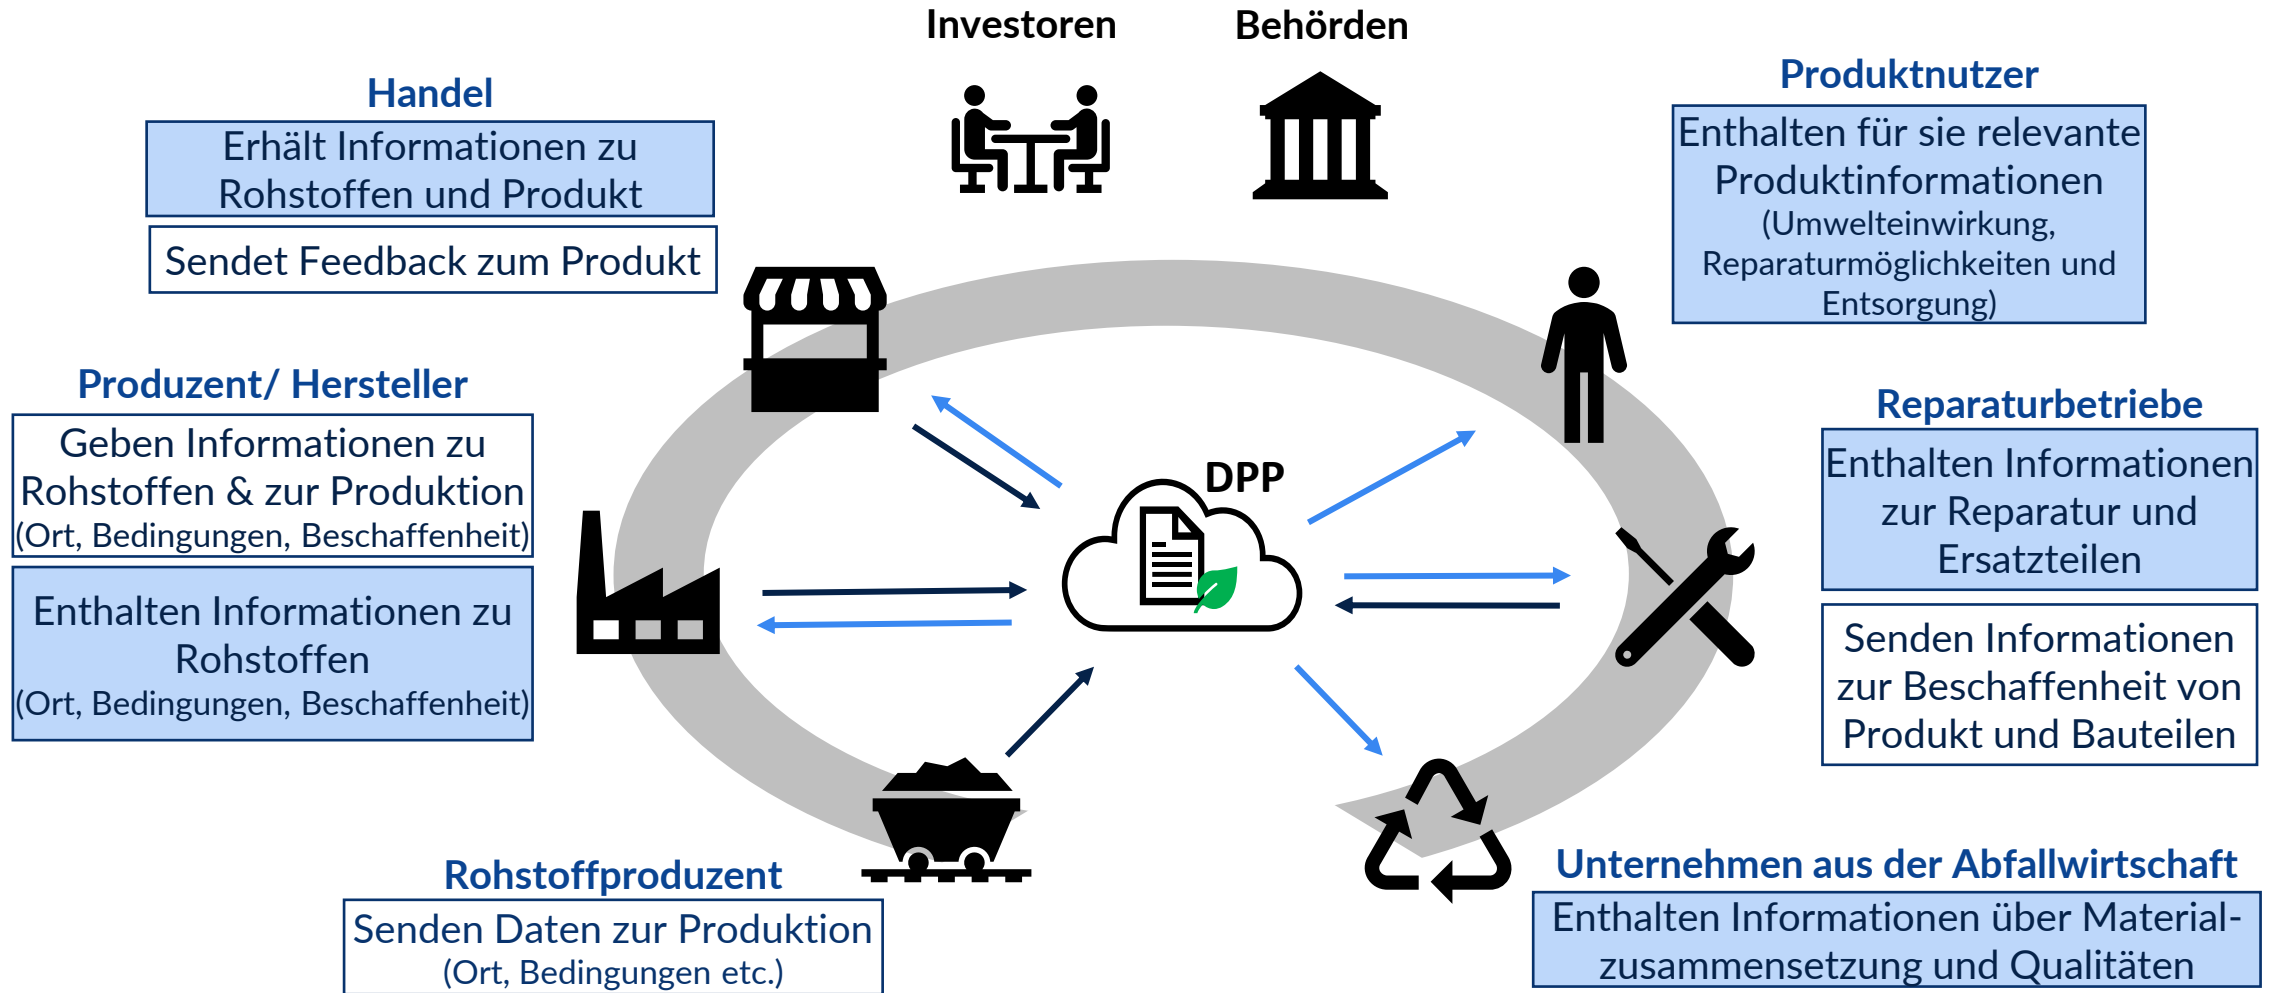 Investoren
Behörden
Handel
Erhält Informationen zu
Rohstoffen und Produkt
Sendet Feedback zum Produkt
Produktnutzer
Enthalten für sie relevante
Produktinformationen
(Umwelteinwirkung,
Reparaturmöglichkeiten und
Entsorgung)
Produzent/ Hersteller
Geben Informationen zu
Rohstoffen & zur Produktion
(Ort, Bedingungen, Beschaffenheit)
Enthalten Informationen zu
Rohstoffen
(Ort, Bedingungen, Beschaffenheit)
DPP
Reparaturbetriebe
Enthalten Informationen
zur Reparatur und
Ersatzteilen
Senden Informationen
zur Beschaffenheit von
Produkt und Bauteilen
Rohstoffproduzent
Senden Daten zur Produktion
(Ort, Bedingungen etc.)
Unternehmen aus der Abfallwirtschaft
Enthalten Informationen über Material-
zusammensetzung und Qualitäten